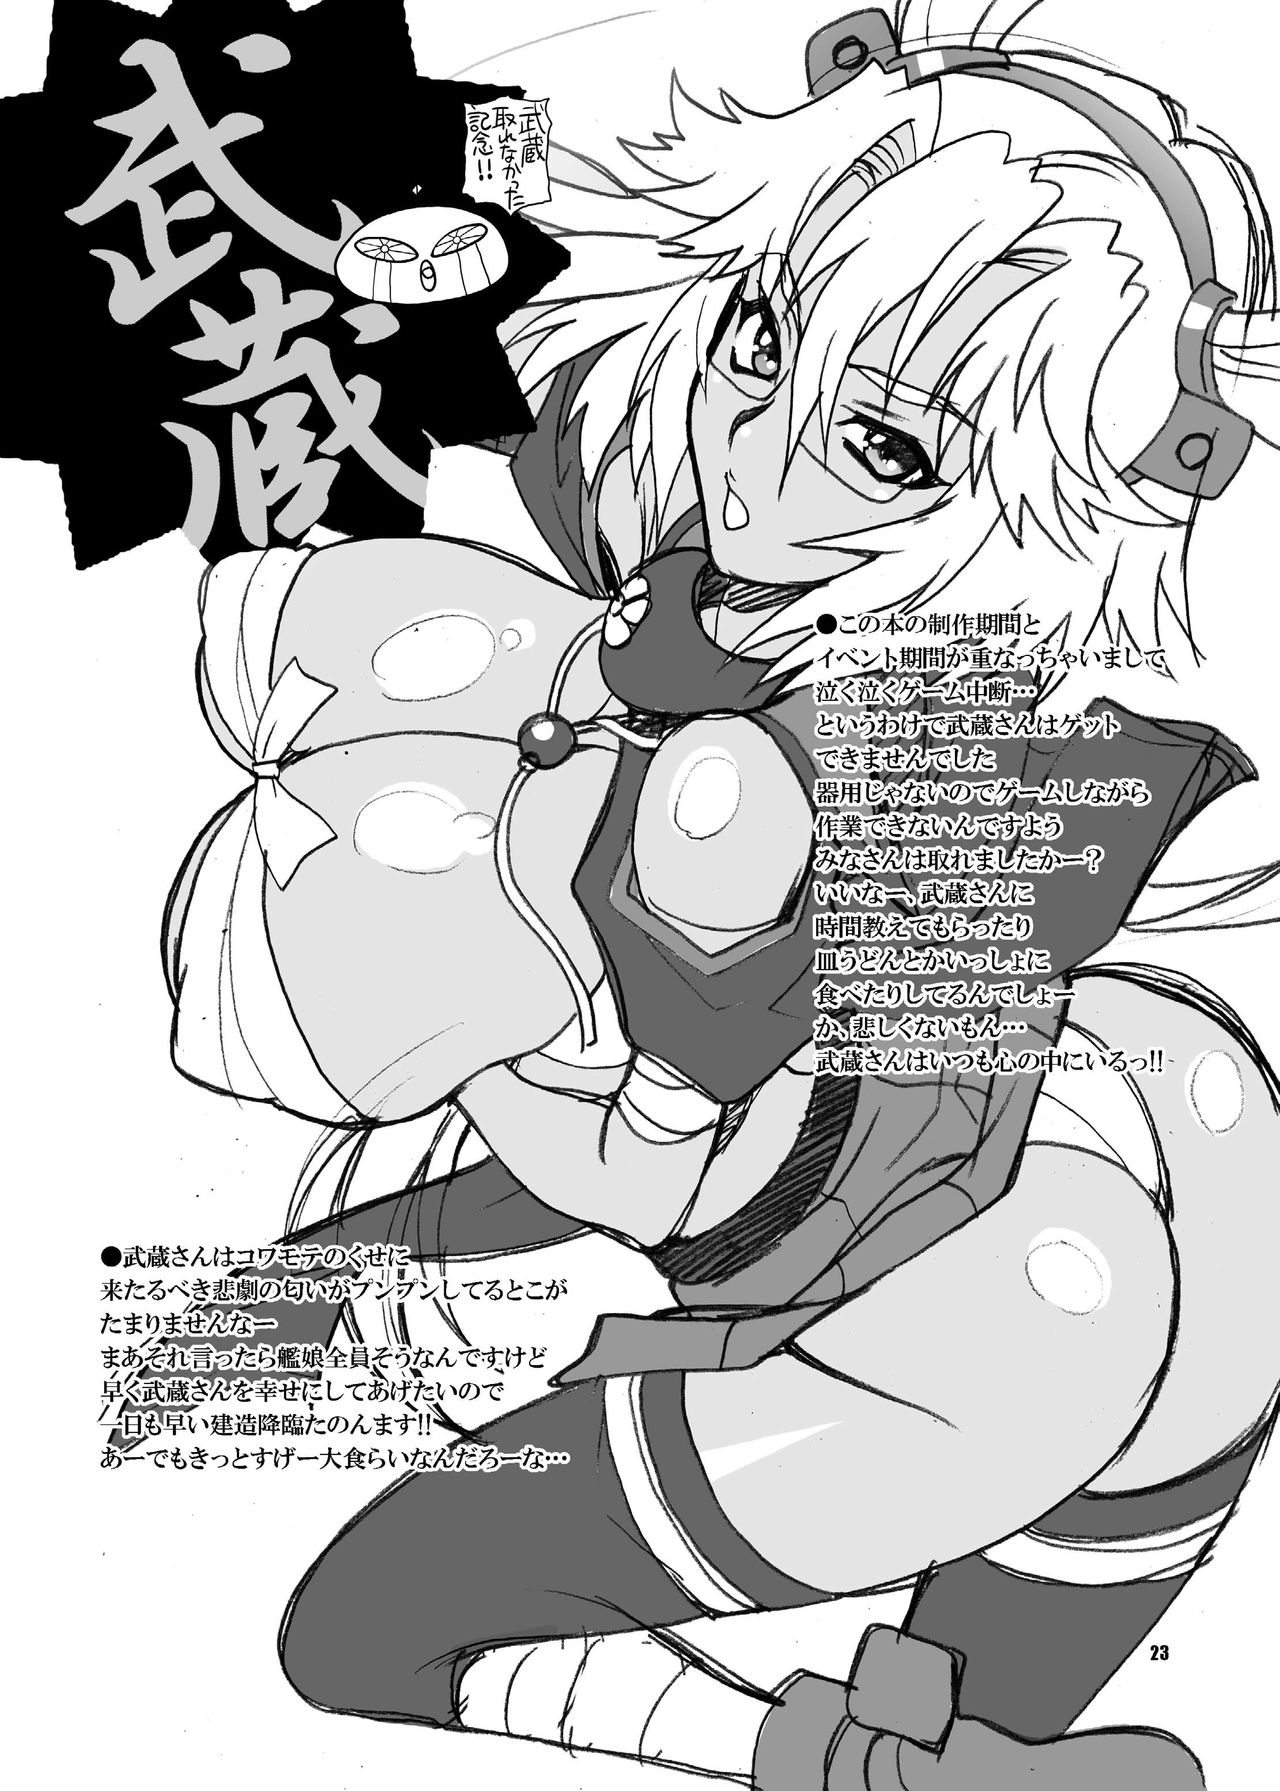 武蔵
武蔵
取れなかった
記念!!
●この本の制作期間と
イベント期間が重なっちゃいまして
泣く泣くゲーム中断…
というわけで武蔵さんはゲット
できませんでした
器用じゃないのでゲームしながら
作業できないんですよう
みなさんは取れましたかー？
いいなー、武蔵さんに
時間教えてもらったり
皿うどんとかいっしょに
食べたりしてるんでしょー
か、悲しくないもん…
武蔵さんはいつも心の中にいるっ!!
●武蔵さんはコワモテのくせに
来たるべき悲劇の匂いがプンプンしてるとこが
たまりませんなー
まあそれ言ったら艦娘全員そうなんですけど
早く武蔵さんを幸せにしてあげたいので
一日も早い建造降臨たのんます!!
あーでもきっとすげー大食らいなんだろーな…
23